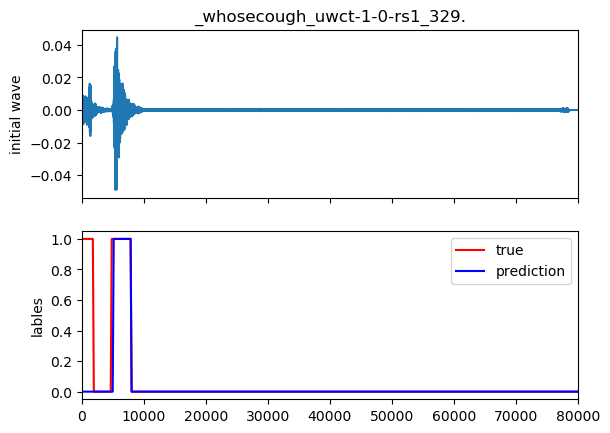 _whosecough_uwct-1-0-rs1_329.
initial wave
0.04
0.02
0.00
−0.02
−0.04
lables
1.0
0.8
0.6
0.4
0.2
0.0
true
prediction
0 10000 20000 30000 40000 50000 60000 70000 80000